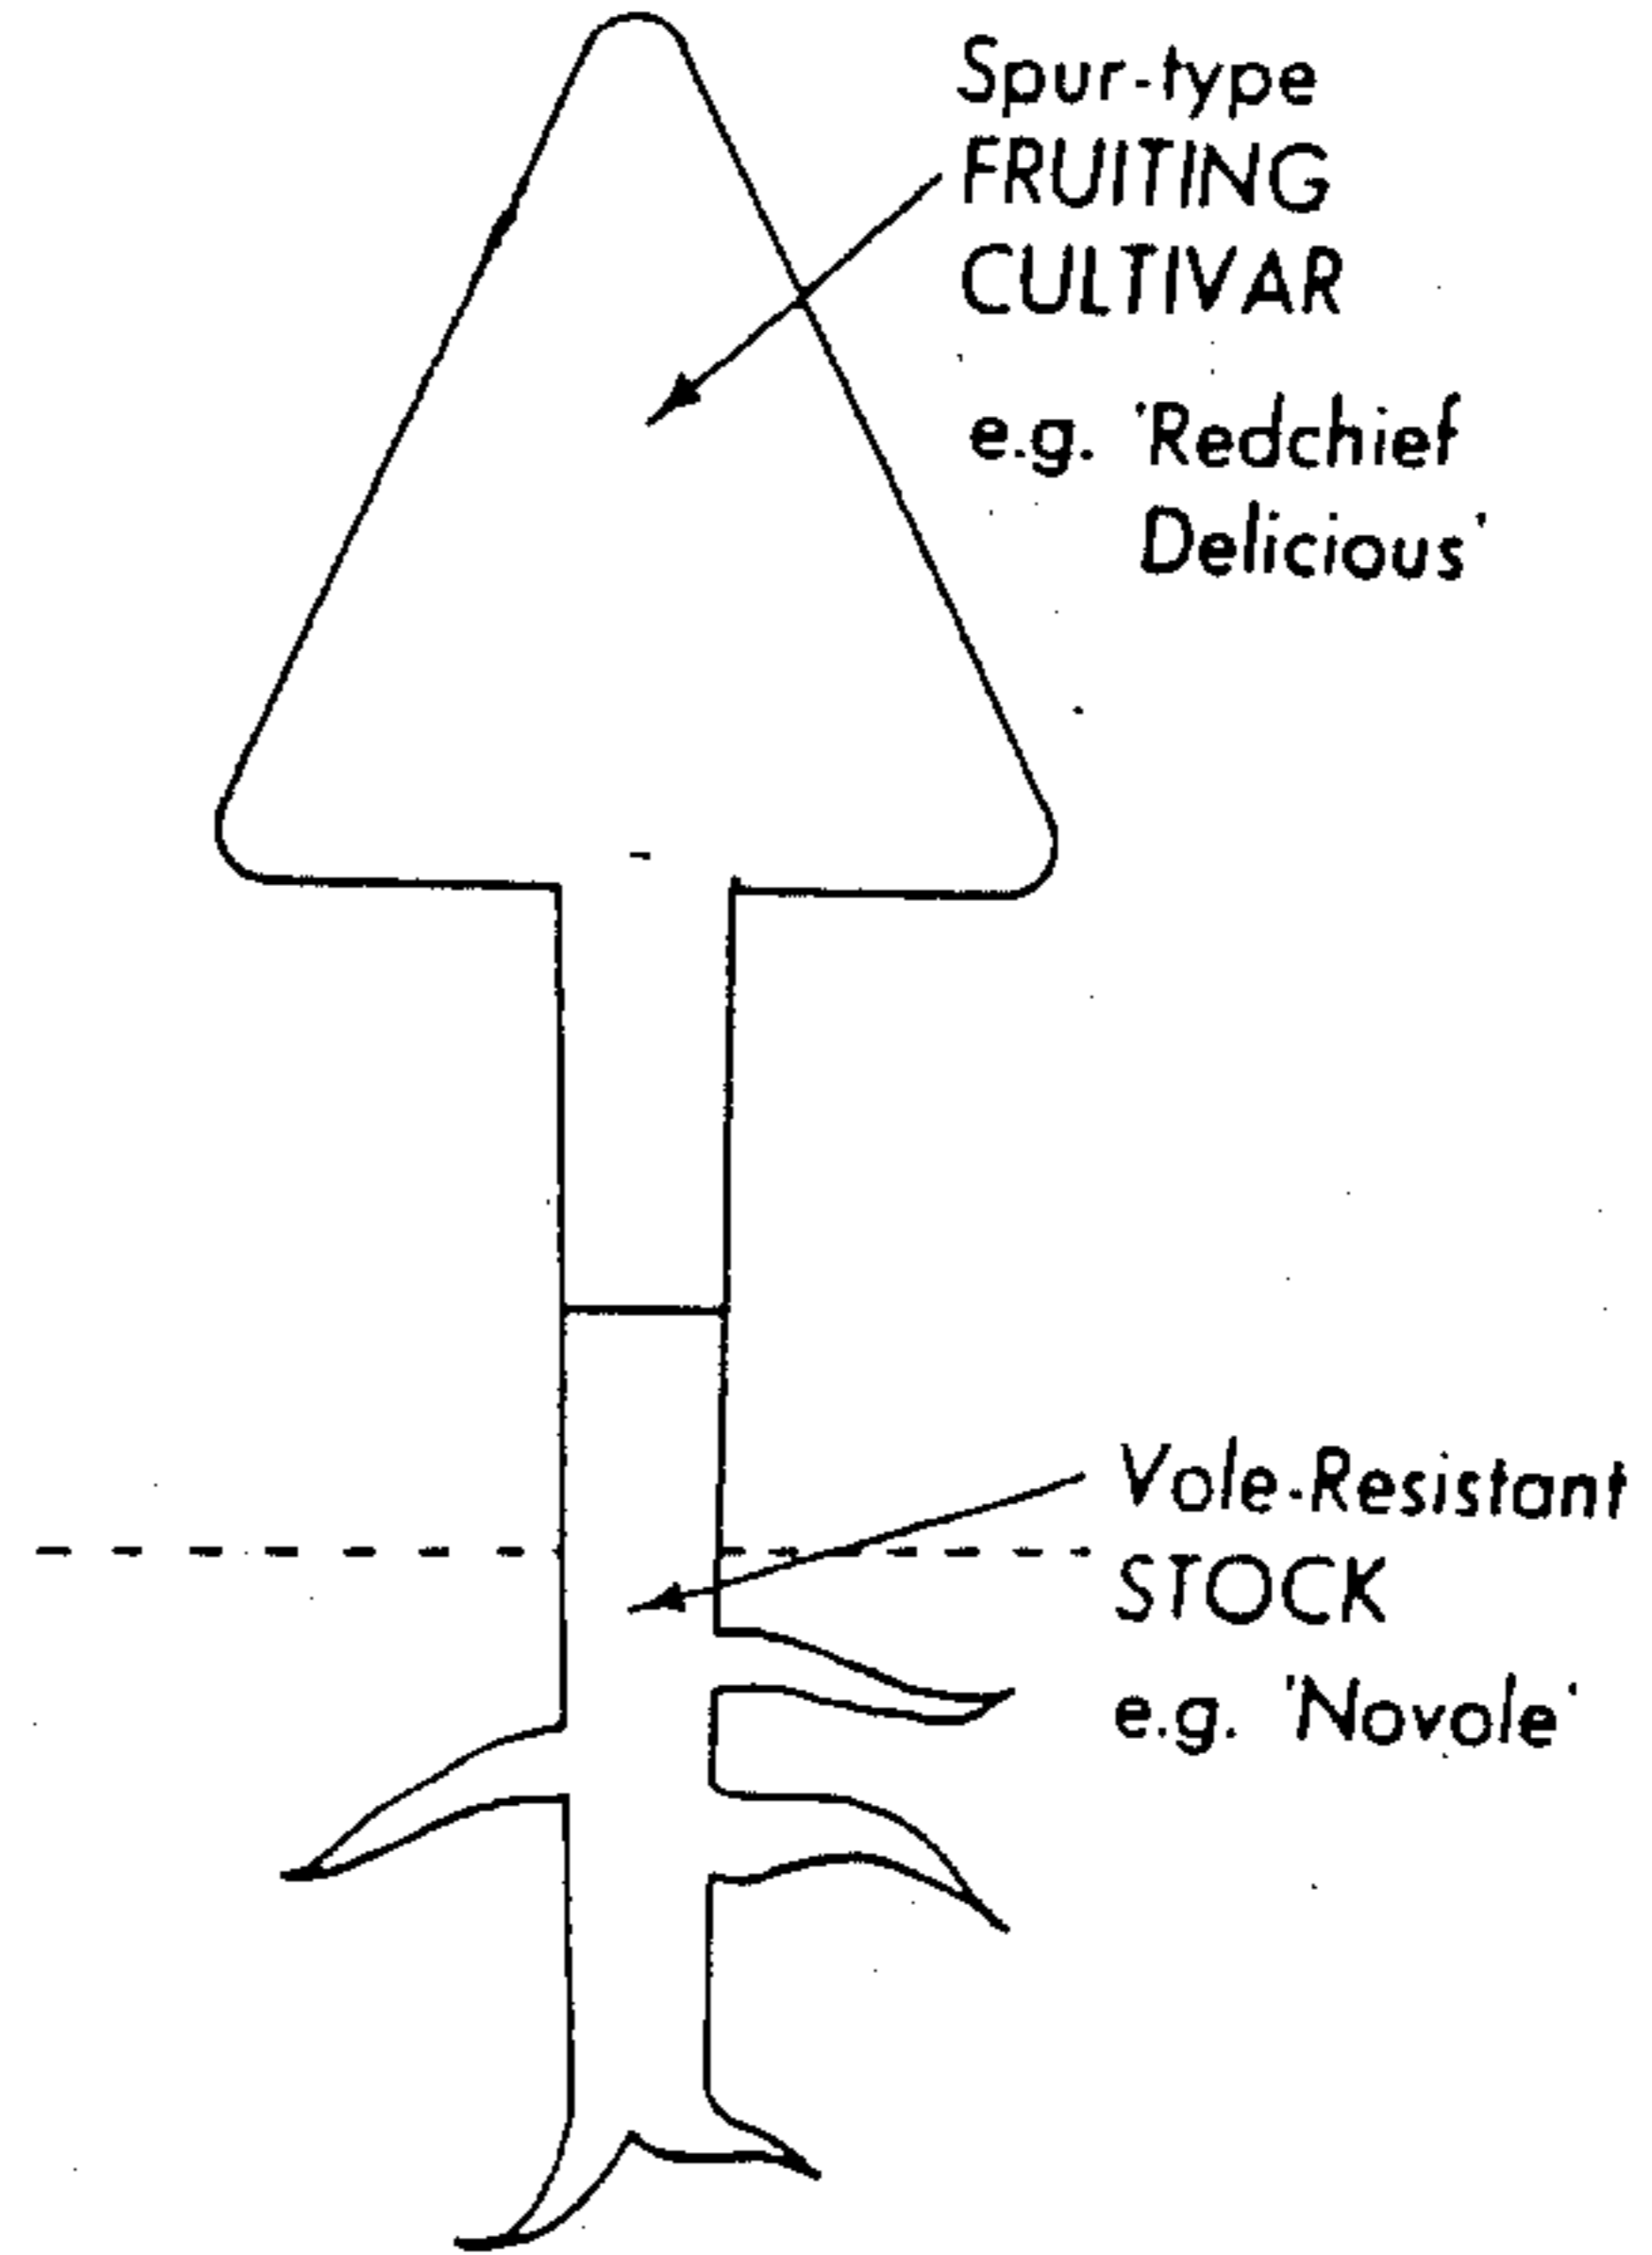 Spur-type
FRUITING
CULTIVAR
e.g. 'Redchief
Delicious'
Vole-Resistant
STOCK
e.g. 'Novole'